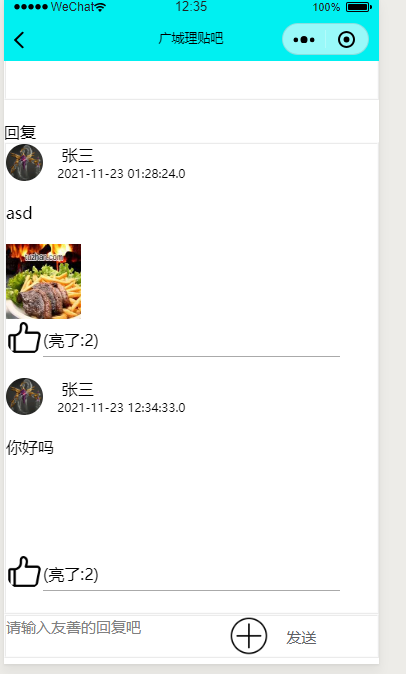 ●●●●● WeChat 12:35 100%
广城理贴吧
回复
张三
2021-11-23 01:28:24.0
asd
(亮了:2)
张三
2021-11-23 12:34:33.0
你好吗
(亮了:2)
请输入友善的回复吧 发送